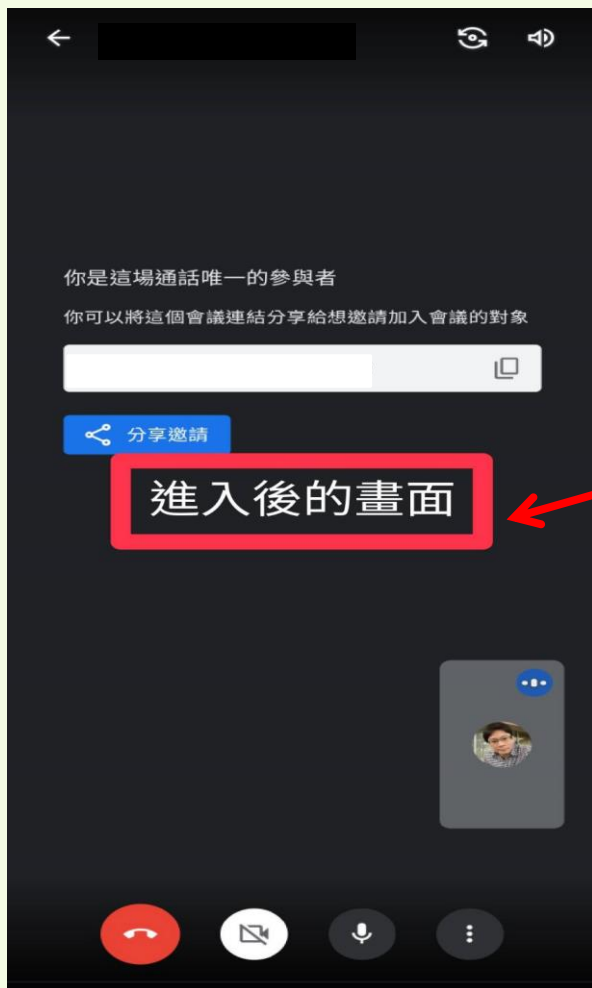 你是這場通話唯一的參與者
你可以將這個會議連結分享給想邀請加入會議的對象
分享邀請
進入後的畫面